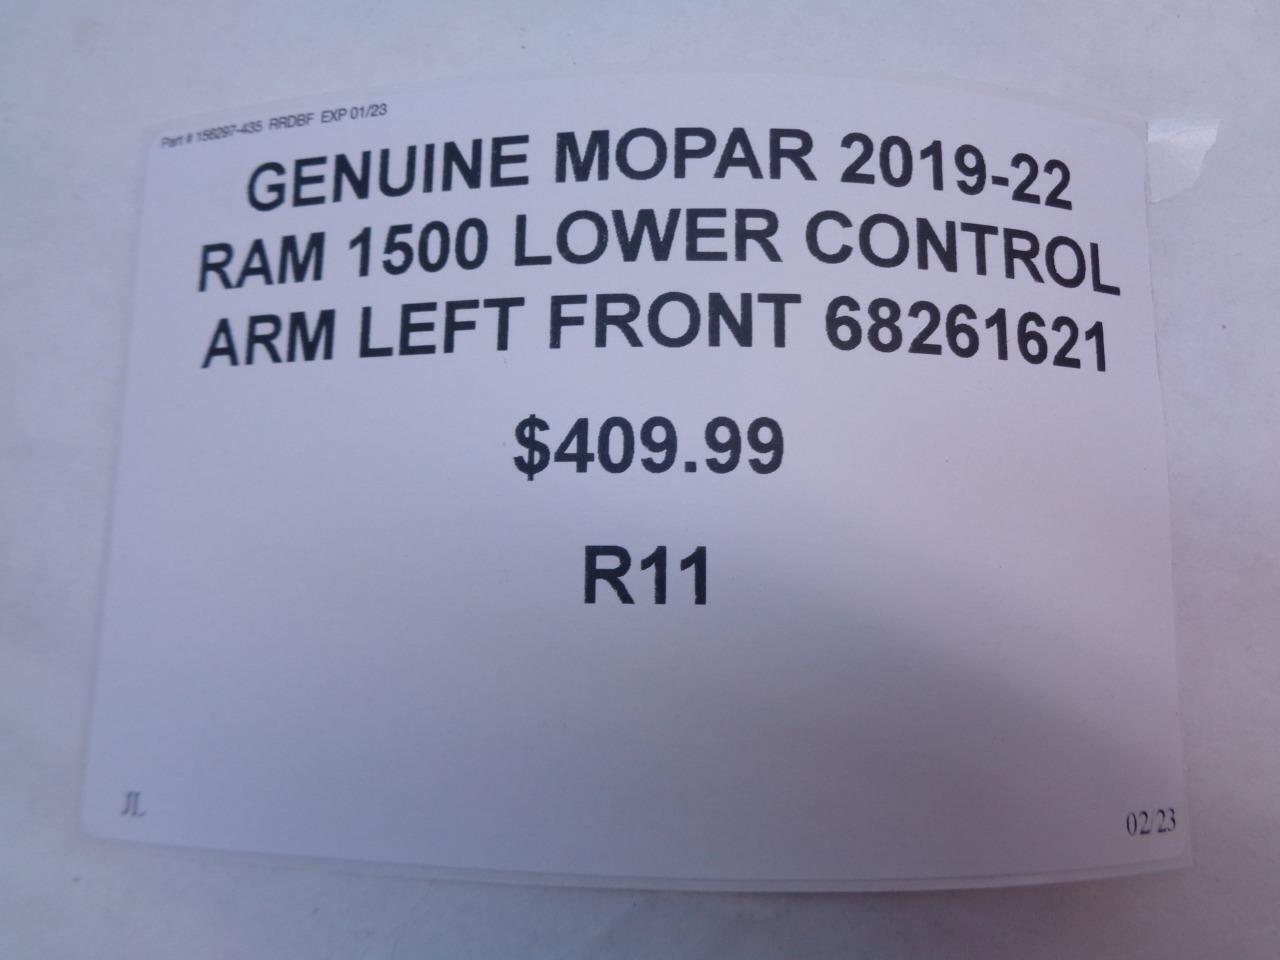 Part # 156297-435 RRDBF EXP 01/23
GENUINE MOPAR 2019-22
RAM 1500 LOWER CONTROL
ARM LEFT FRONT 68261621
$409.99
R11
JL
02/23